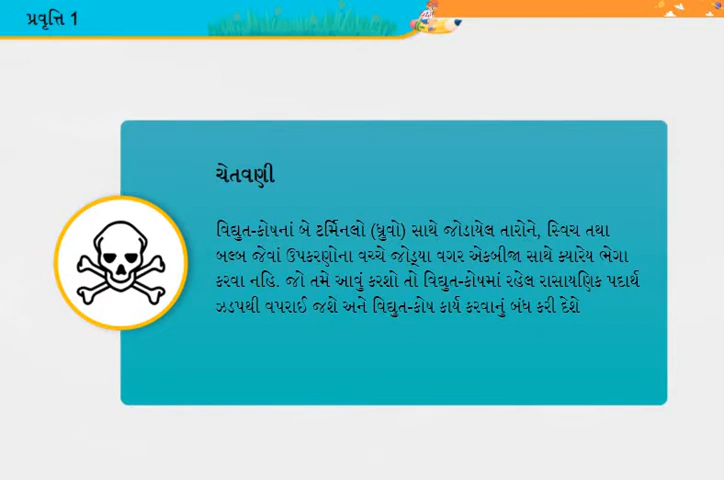 પ્રવૃત્તિ 1
ચેતવણી
વિદ્યુત-કોષનાં બે ટર્મિનલો (ધ્રુવો) સાથે જોડાયેલ તારોને, સ્વિચ તથા
બલ્બ જેવાં ઉપકરણોના વચ્ચે જોડ્યા વગર એકબીજા સાથે ક્યારેય ભેગા
કરવા નહિ. જો તમે આવું કરશો તો વિદ્યુત-કોષમાં રહેલ રાસાયણિક પદાર્થ
ઝડપથી વપરાઈ જશે અને વિદ્યુત-કોષ કાર્ય કરવાનું બંધ કરી દેશે